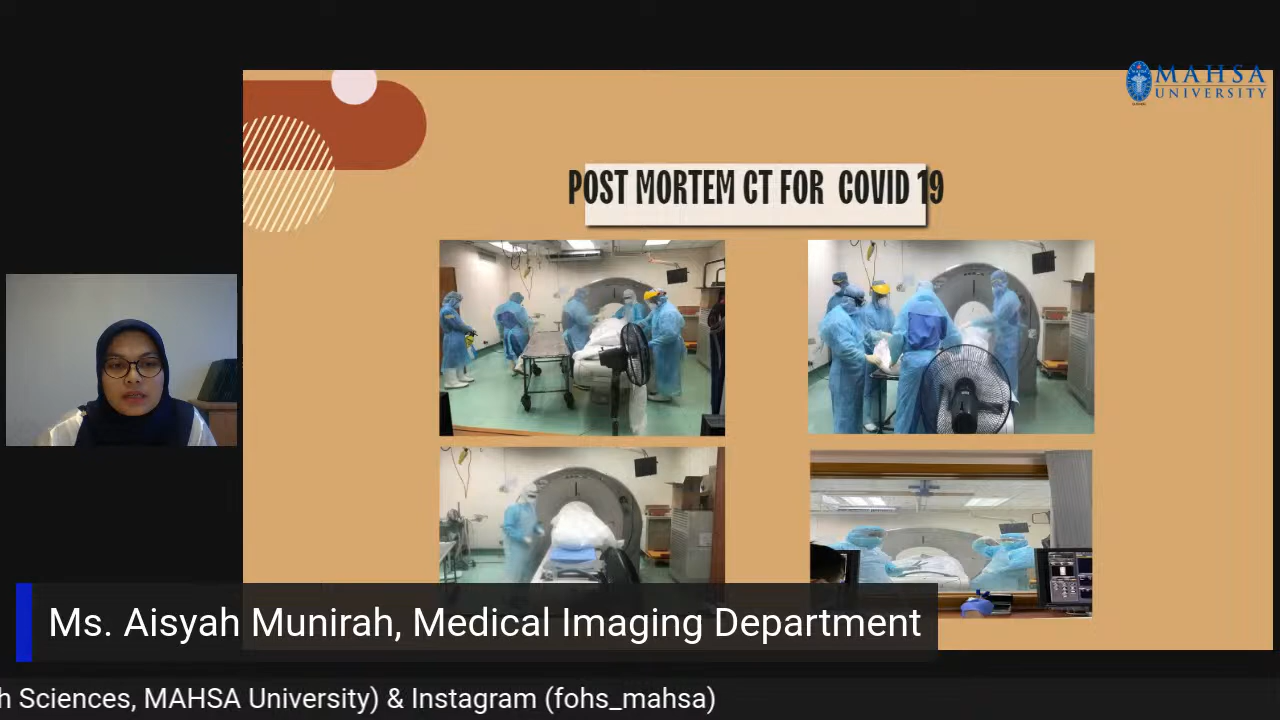 MAHSA
UNIVERSITY
POST MORTEM CT FOR COVID 19
Ms. Aisyah Munirah, Medical Imaging Department
h Sciences, MAHSA University) & Instagram (fohs_mahsa)